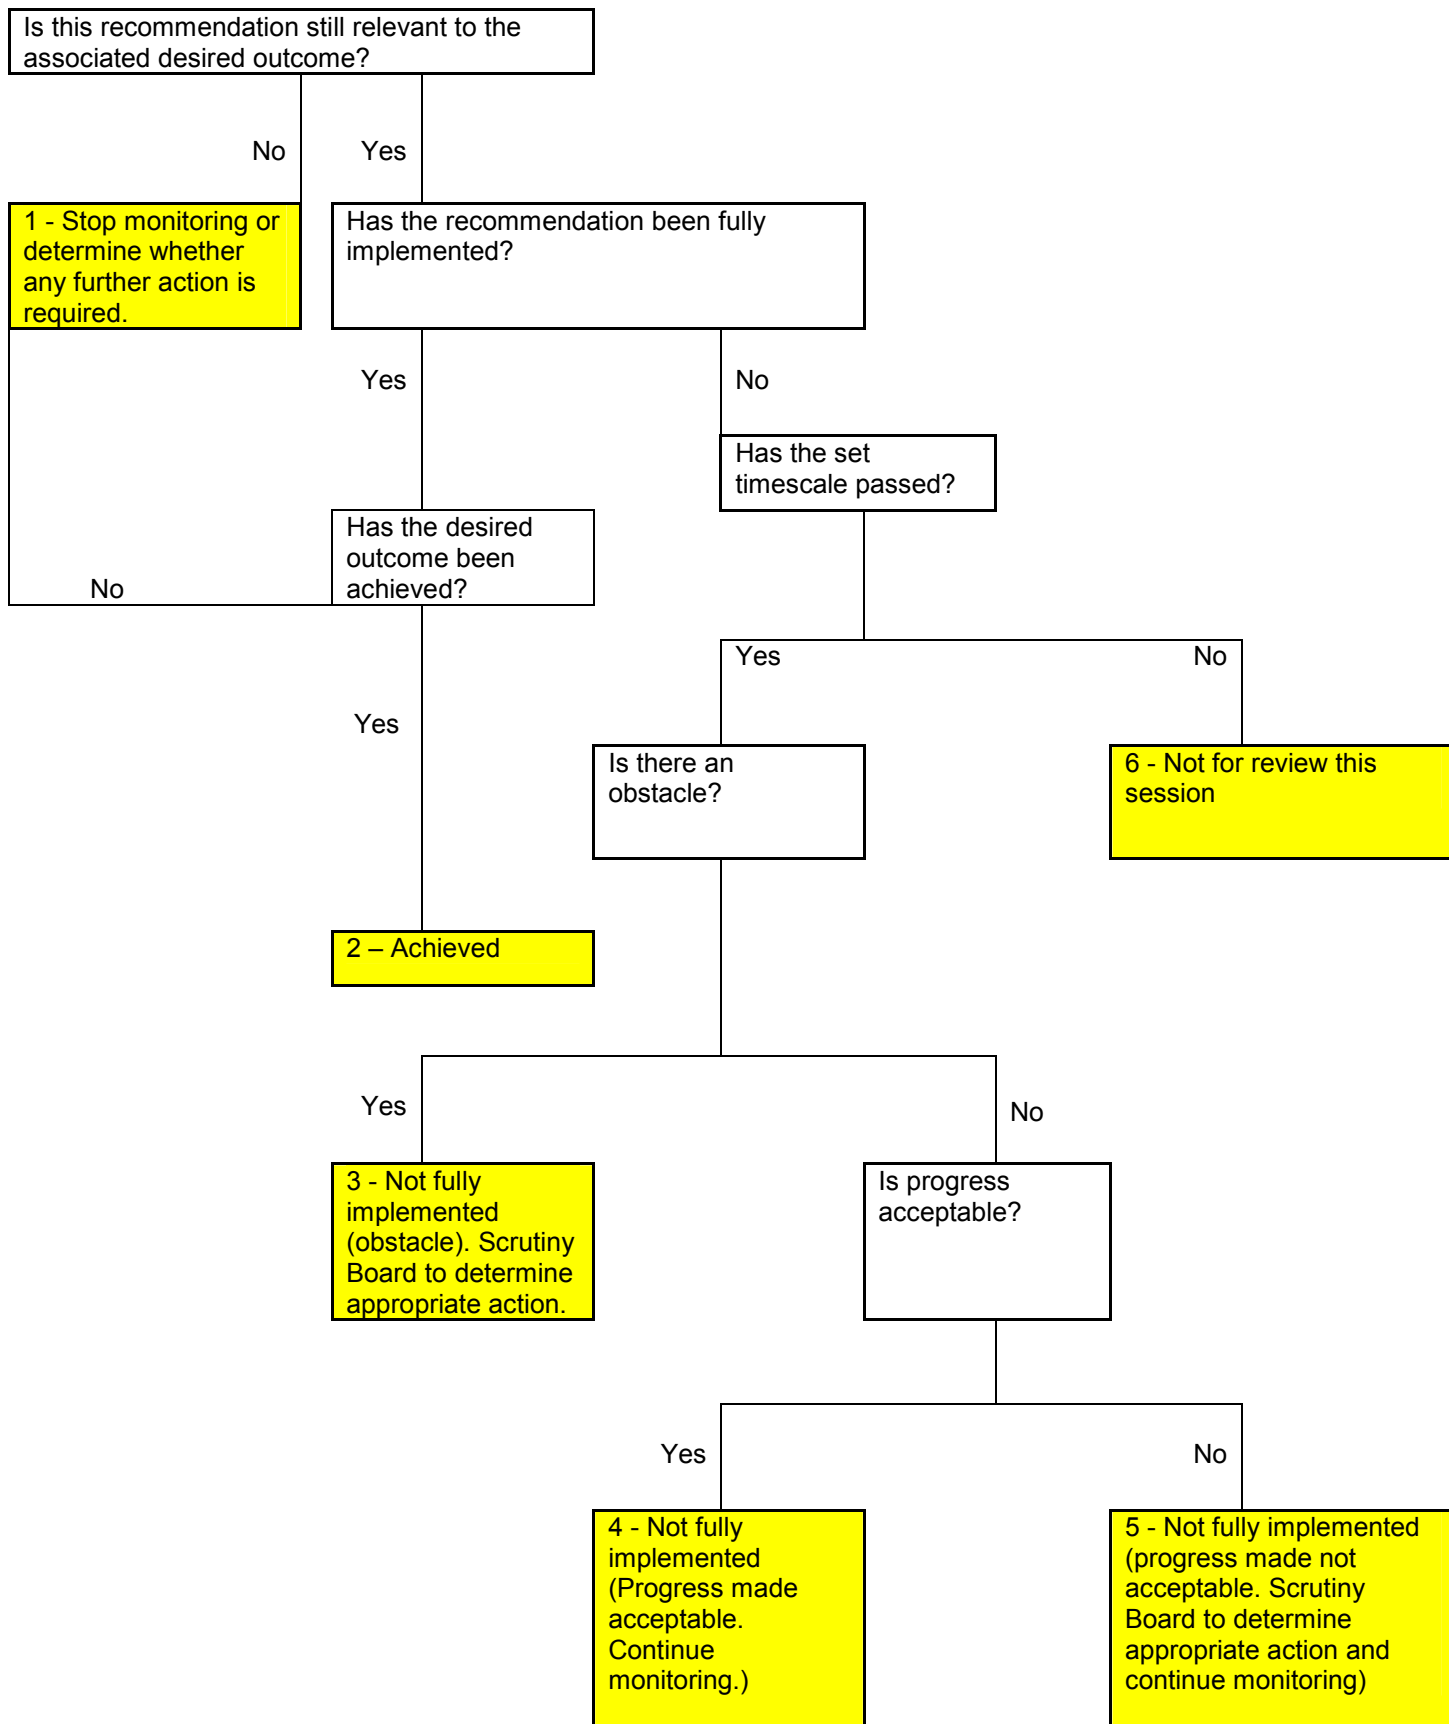 Is this recommendation still relevant to the
associated desired outcome?
No
Yes
1 - Stop monitoring or
determine whether
any further action is
required.
Has the recommendation been fully
implemented?
Yes
No
Has the set
timescale passed?
Has the desired
outcome been
achieved?
No
Yes
No
Yes
Is there an
obstacle?
6 - Not for review this
session
2 – Achieved
Yes
No
3 - Not fully
implemented
(obstacle). Scrutiny
Board to determine
appropriate action.
Is progress
acceptable?
Yes
No
4 - Not fully
implemented
(Progress made
acceptable.
Continue
monitoring.)
5 - Not fully implemented
(progress made not
acceptable. Scrutiny
Board to determine
appropriate action and
continue monitoring)